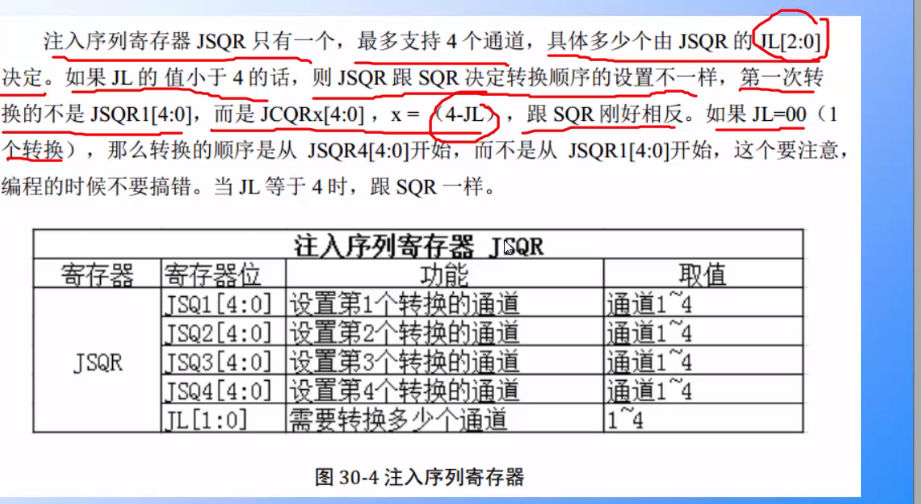 注入序列寄存器 JSQR 只有一个，最多支持 4 个通道，具体多少个由 JSQR 的 JL[2:0]
决定。如果 JL 的 值小于 4 的话，则 JSQR 跟 SQR 决定转换顺序的设置不一样，第一次转
换的不是 JSQR1[4:0]，而是 JCQRx[4:0] ，x = （4-JL），跟 SQR 刚好相反。如果 JL=00（1
个转换），那么转换的顺序是从 JSQR4[4:0]开始，而不是从 JSQR1[4:0]开始，这个要注意，
编程的时候不要搞错。当 JL 等于 4 时，跟 SQR 一样。
注入序列寄存器 JSQR
寄存器 寄存器位 功能 取值
JSQ1[4:0] 设置第1个转换的通道 通道1~4
JSQ2[4:0] 设置第2个转换的通道 通道1~4
JSQR JSQ3[4:0] 设置第3个转换的通道 通道1~4
JSQ4[4:0] 设置第4个转换的通道 通道1~4
JL[1:0] 需要转换多少个通道 1~4
图 30-4 注入序列寄存器